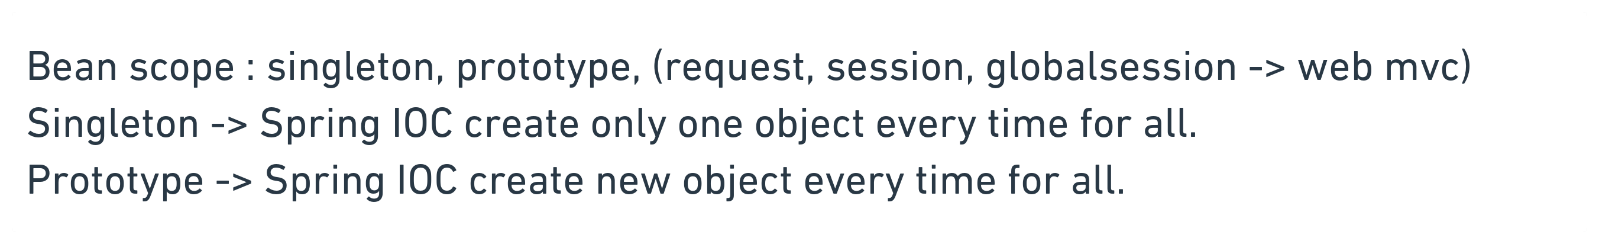 Bean scope : singleton, prototype, (request, session, globalsession -> web mvc)
Singleton -> Spring IOC create only one object every time for all.
Prototype -> Spring IOC create new object every time for all.